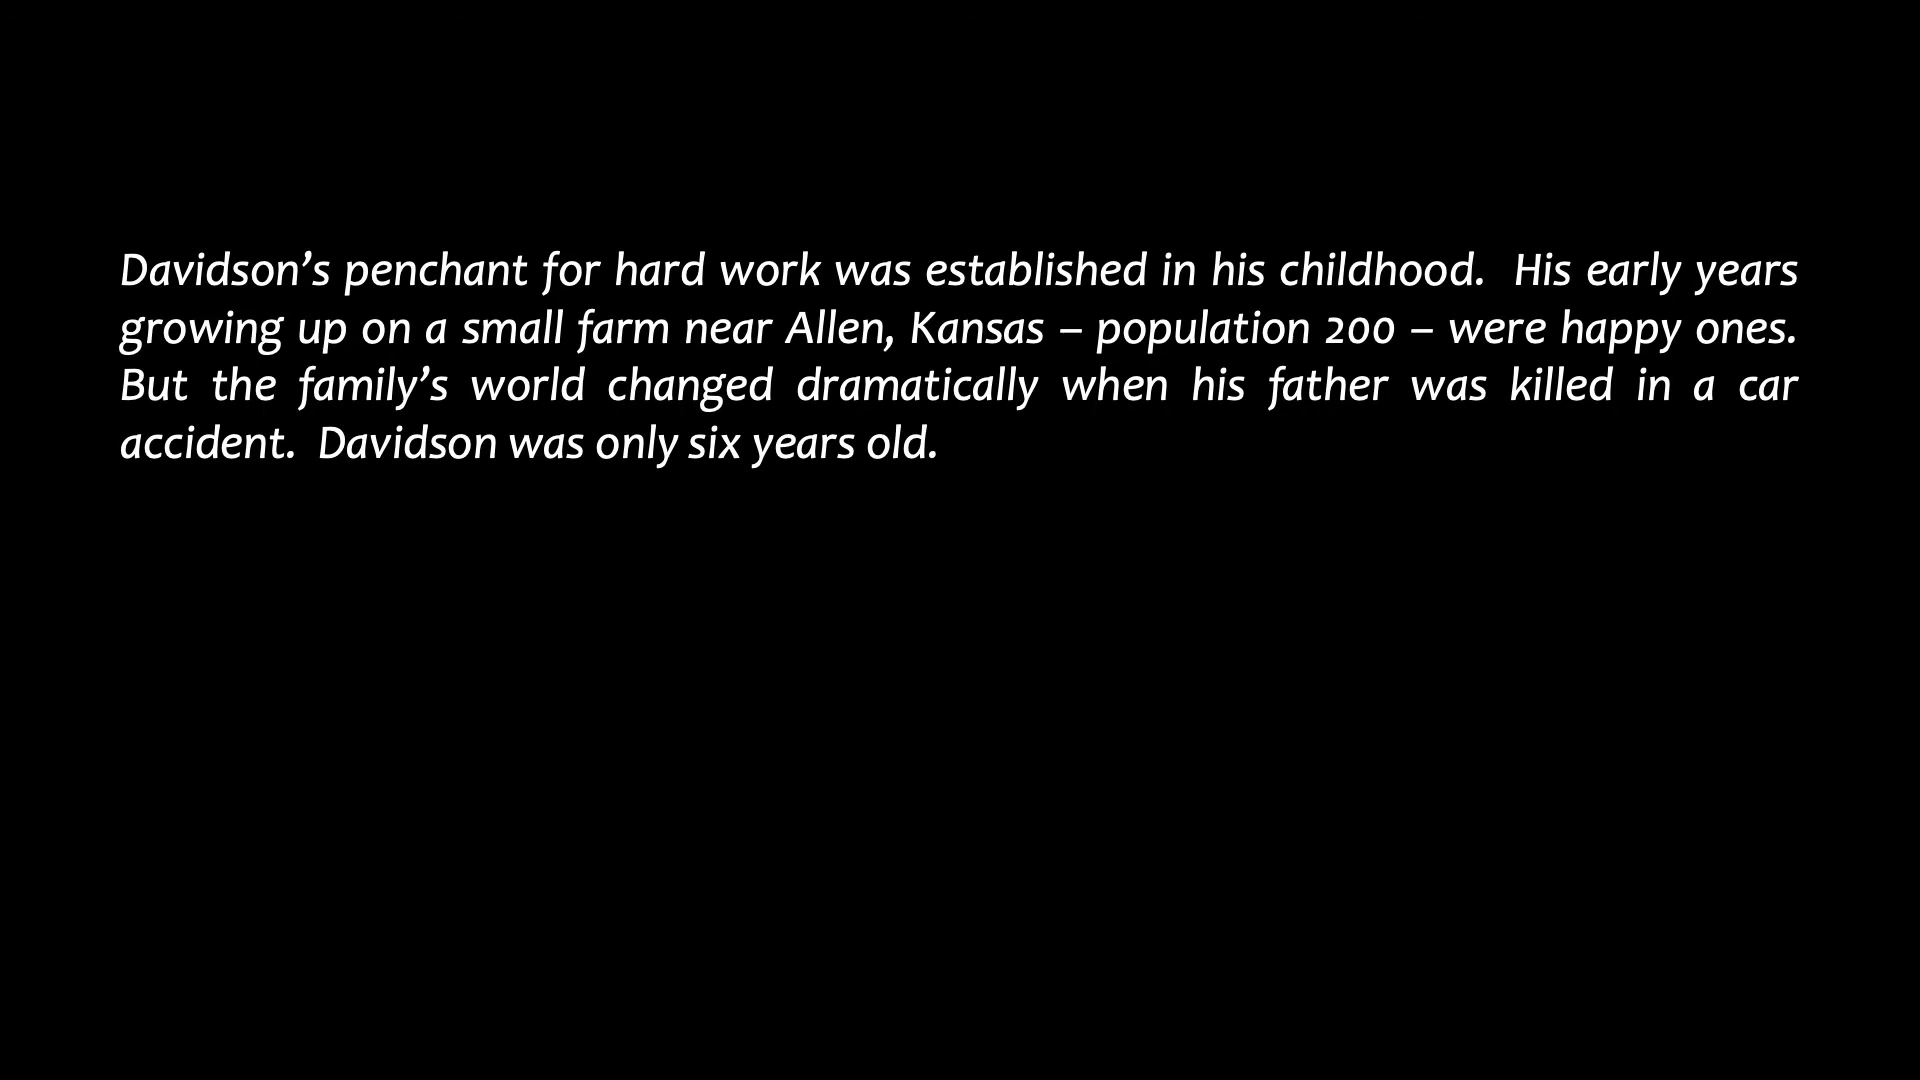 Davidson’s penchant for hard work was established in his childhood.  His early years
growing up on a small farm near Allen, Kansas – population 200 – were happy ones.
But the family’s world changed dramatically when his father was killed in a car
accident.  Davidson was only six years old.